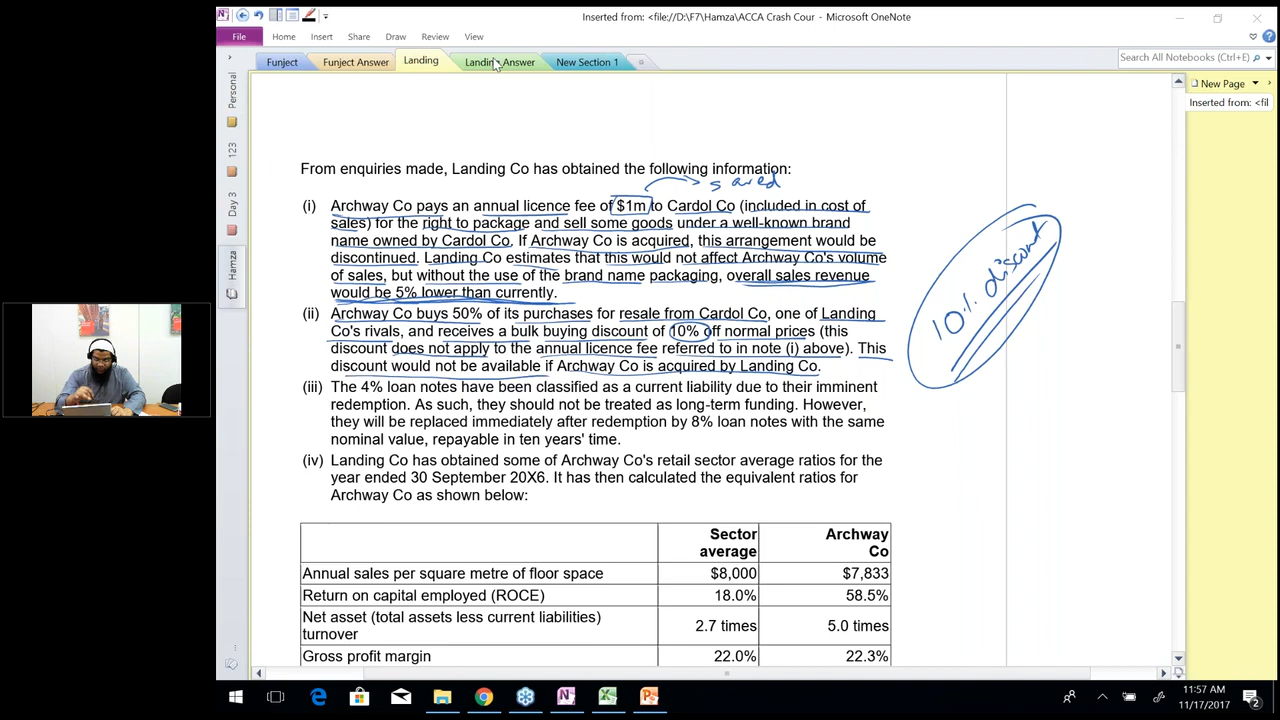 Inserted from: <file://D:\F7\Hamza\ACCA Crash Cour - Microsoft OneNote
File Home Insert Share Draw Review View
Funject Funject Answer Landing Landing Answer New Section 1
Search All Notebooks (Ctrl+E)
New Page
Inserted from: <fil
Personal
123
Day 3
Hamza
From enquiries made, Landing Co has obtained the following information:
saved
(i) Archway Co pays an annual licence fee of $1m to Cardol Co (included in cost of
sales) for the right to package and sell some goods under a well-known brand
name owned by Cardol Co. If Archway Co is acquired, this arrangement would be
discontinued. Landing Co estimates that this would not affect Archway Co's volume
of sales, but without the use of the brand name packaging, overall sales revenue
would be 5% lower than currently.
(ii) Archway Co buys 50% of its purchases for resale from Cardol Co, one of Landing
Co's rivals, and receives a bulk buying discount of 10% off normal prices (this
discount does not apply to the annual licence fee referred to in note (i) above). This
discount would not be available if Archway Co is acquired by Landing Co.
10% discount
(iii) The 4% loan notes have been classified as a current liability due to their imminent
redemption. As such, they should not be treated as long-term funding. However,
they will be replaced immediately after redemption by 8% loan notes with the same
nominal value, repayable in ten years' time.
(iv) Landing Co has obtained some of Archway Co's retail sector average ratios for the
year ended 30 September 20X6. It has then calculated the equivalent ratios for
Archway Co as shown below:
Sector average Archway Co
Annual sales per square metre of floor space $8,000 $7,833
Return on capital employed (ROCE) 18.0% 58.5%
Net asset (total assets less current liabilities) turnover 2.7 times 5.0 times
Gross profit margin 22.0% 22.3%
11:57 AM
11/17/2017
2